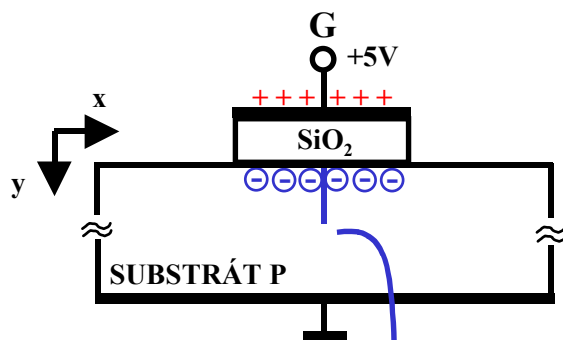 G
+5V
+ + + + + +
x
SiO₂
y
- - - - - -
SUBSTRÁT P